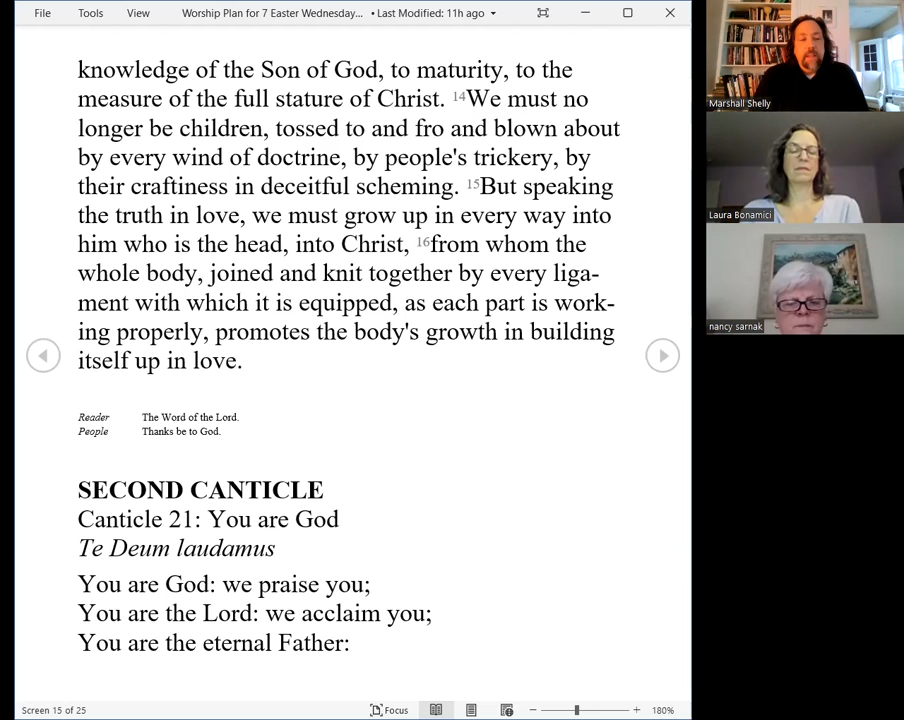 File Tools View Worship Plan for 7 Easter Wednesday... • Last Modified: 11h ago
knowledge of the Son of God, to maturity, to the
measure of the full stature of Christ. 14We must no
longer be children, tossed to and fro and blown about
by every wind of doctrine, by people's trickery, by
their craftiness in deceitful scheming. 15But speaking
the truth in love, we must grow up in every way into
him who is the head, into Christ, 16from whom the
whole body, joined and knit together by every liga-
ment with which it is equipped, as each part is work-
ing properly, promotes the body's growth in building
itself up in love.
Reader The Word of the Lord.
People Thanks be to God.
SECOND CANTICLE
Canticle 21: You are God
Te Deum laudamus
You are God: we praise you;
You are the Lord: we acclaim you;
You are the eternal Father:
Screen 15 of 25 Focus 180%
Marshall Shelly
Laura Bonamici
nancy sarnak